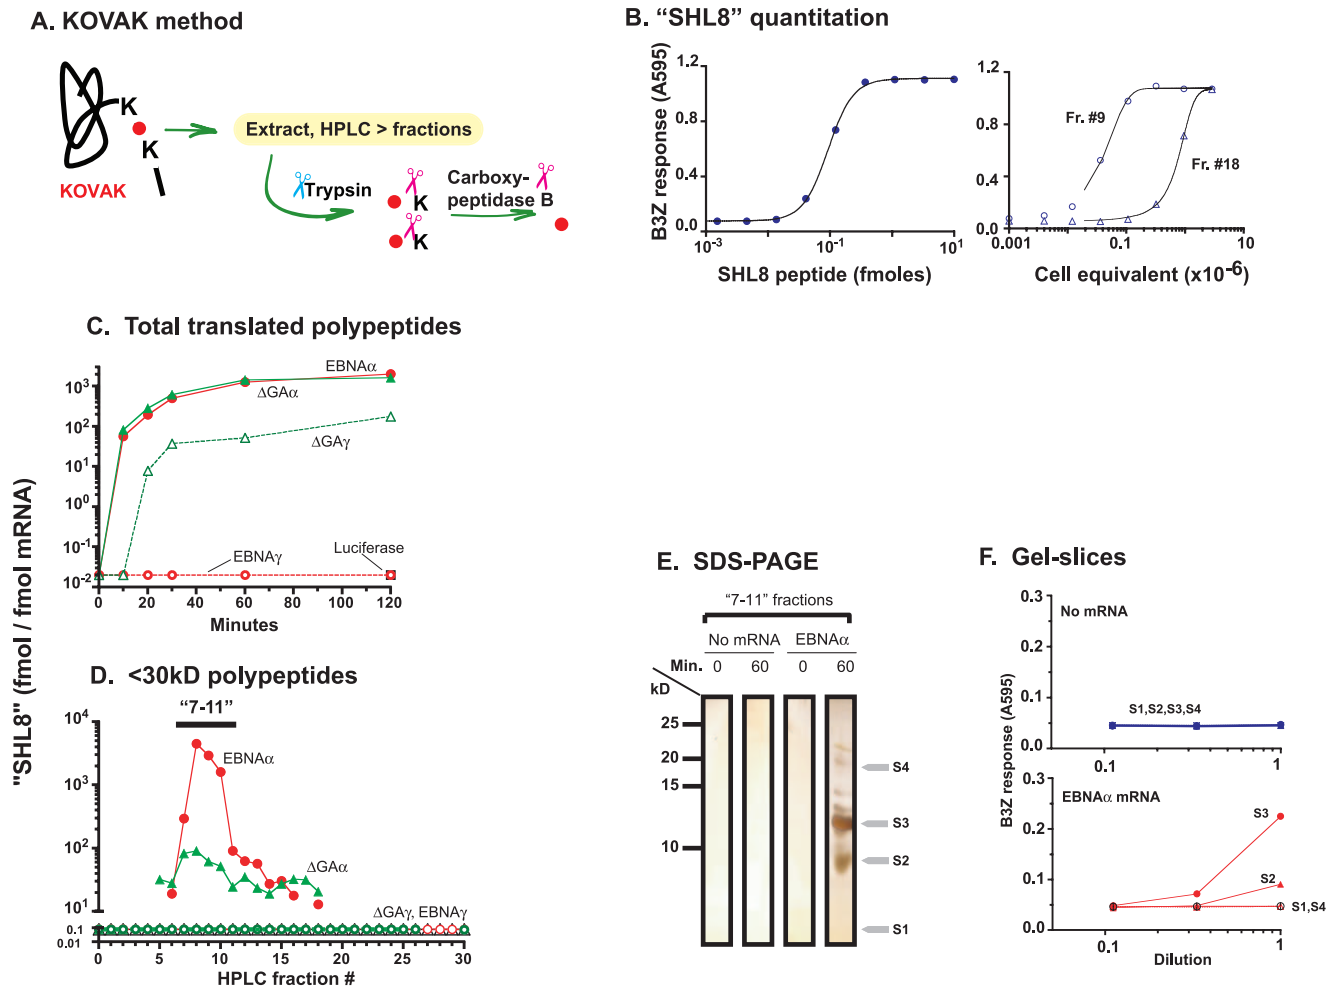 A. KOVAK method
K
K
KOVAK
Extract, HPLC > fractions
Trypsin
K
K
Carboxy-
peptidase B
B. “SHL8” quantitation
B3Z response (A595)
1.2
0.8
0.4
0.0
10-3
10-1
101
SHL8 peptide (fmoles)
1.2
0.8
0.4
0.0
Fr. #9
Fr. #18
0.001
0.1
10
Cell equivalent (x10-6)
C. Total translated polypeptides
"SHL8" (fmol / fmol mRNA)
103
102
101
100
10-1
10-2
EBNAα
ΔGAα
ΔGAγ
EBNAγ
Luciferase
0 20 40 60 80 100 120
Minutes
D. <30kD polypeptides
“7-11”
104
103
102
101
0.1
0.01
EBNAα
ΔGAα
ΔGAγ, EBNAγ
0 5 10 15 20 25 30
HPLC fraction #
E. SDS-PAGE
“7-11” fractions
No mRNA EBNAα
Min. 0 60 0 60
kD
25
20
15
10
S4
S3
S2
S1
F. Gel-slices
B3Z response (A595)
0.3
0.2
0.1
0.0
No mRNA
S1,S2,S3,S4
0.1 1
0.3
0.2
0.1
0.0
EBNAα mRNA
S3
S2
S1,S4
0.1 1
Dilution